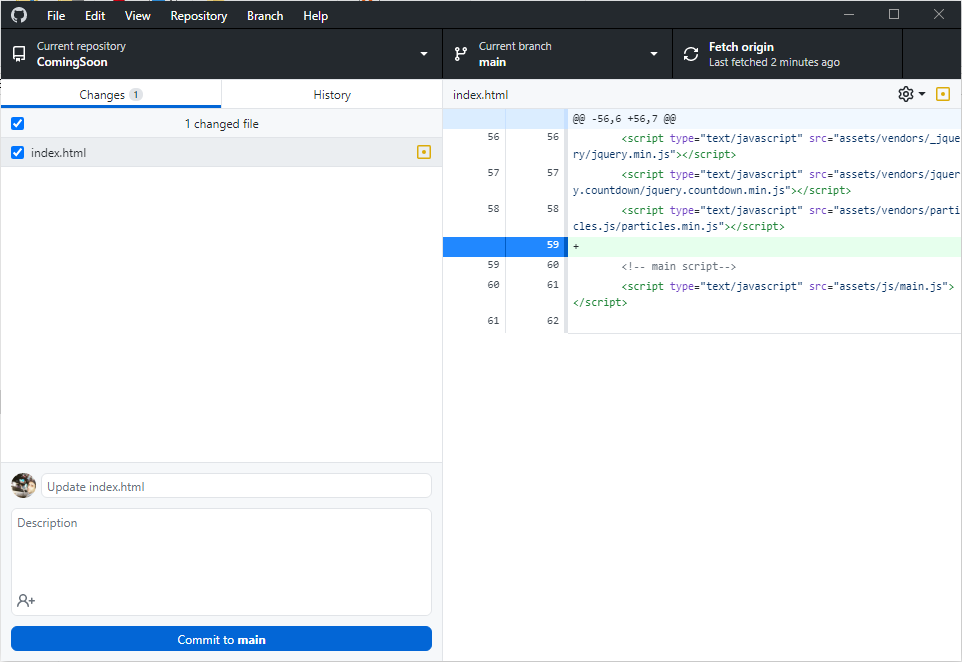 File Edit View Repository Branch Help
Current repository
ComingSoon
Current branch
main
Fetch origin
Last fetched 2 minutes ago
Changes 1
History
1 changed file
index.html
Update index.html
Description
Commit to main
index.html
@@ -56,6 +56,7 @@
56 56 <script type="text/javascript" src="assets/vendors/_jque
ry/jquery.min.js"></script>
57 57 <script type="text/javascript" src="assets/vendors/jquer
y.countdown/jquery.countdown.min.js"></script>
58 58 <script type="text/javascript" src="assets/vendors/parti
cles.js/particles.min.js"></script>
59 +
59 60 <!-- main script-->
60 61 <script type="text/javascript" src="assets/js/main.js">
</script>
61 62